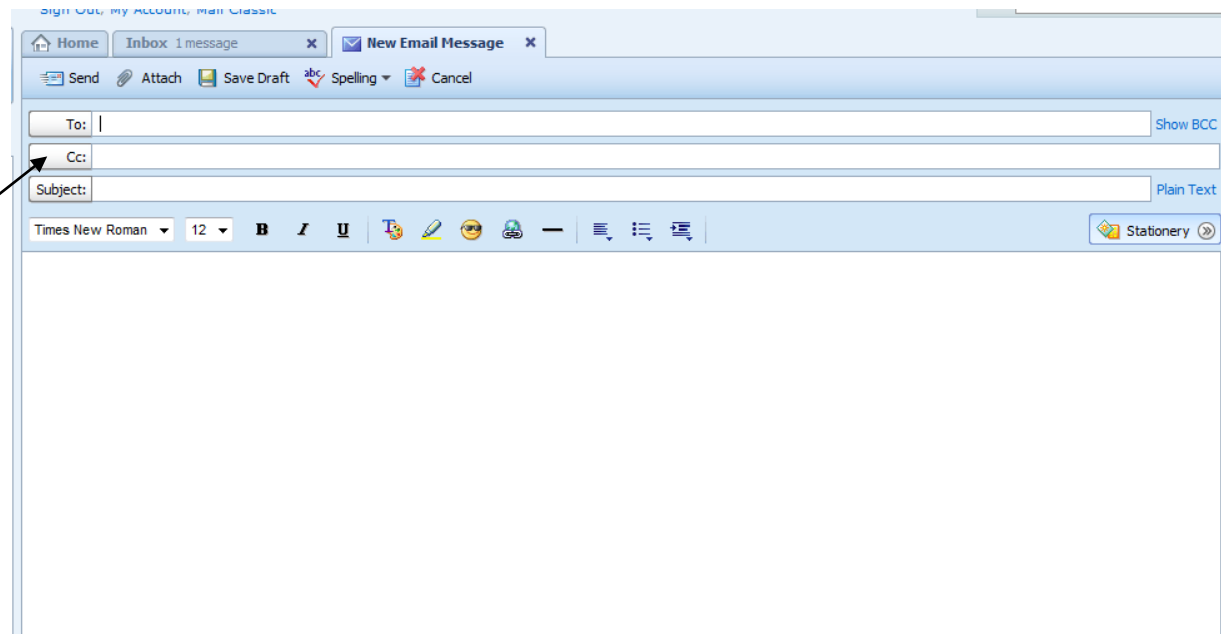 Sign Out, My Account, Mail Classic
Home Inbox 1 message x New Email Message x
Send Attach Save Draft abc Spelling Cancel
To: Show BCC
Cc:
Subject: Plain Text
Times New Roman 12 B I U T Stationery